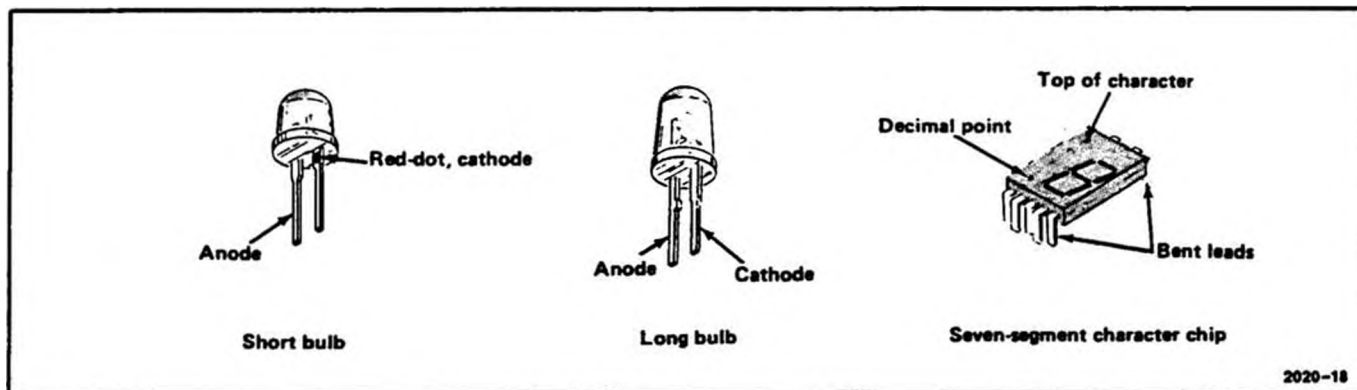 Top of character
Decimal point
Red-dot, cathode
Anode
Bent leads
Anode
Cathode
Short bulb
Long bulb
Seven-segment character chip
2020-18